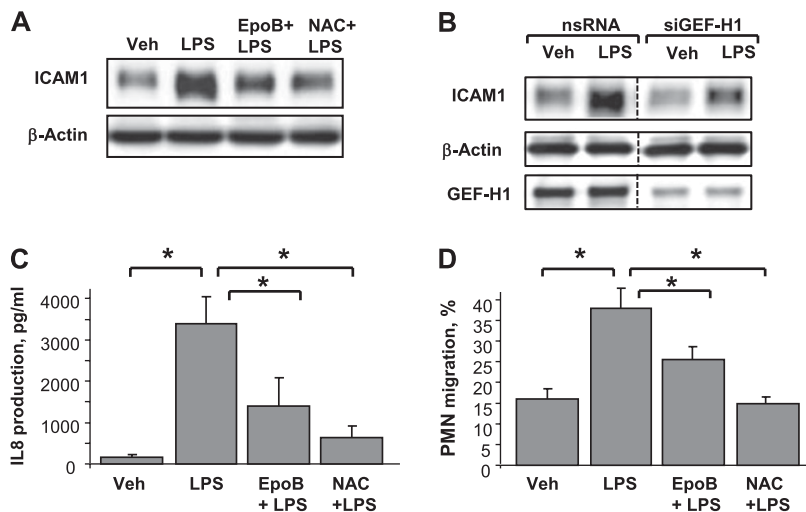 A
Veh LPS EpoB+ LPS NAC+ LPS
ICAM1
β-Actin
B
nsRNA siGEF-H1
Veh LPS Veh LPS
ICAM1
β-Actin
GEF-H1
C
IL8 production, pg/ml
4000
3000
2000
1000
0
* * *
Veh LPS EpoB + LPS NAC +LPS
D
PMN migration, %
40
35
30
25
20
15
10
5
0
* * *
Veh LPS EpoB + LPS NAC +LPS